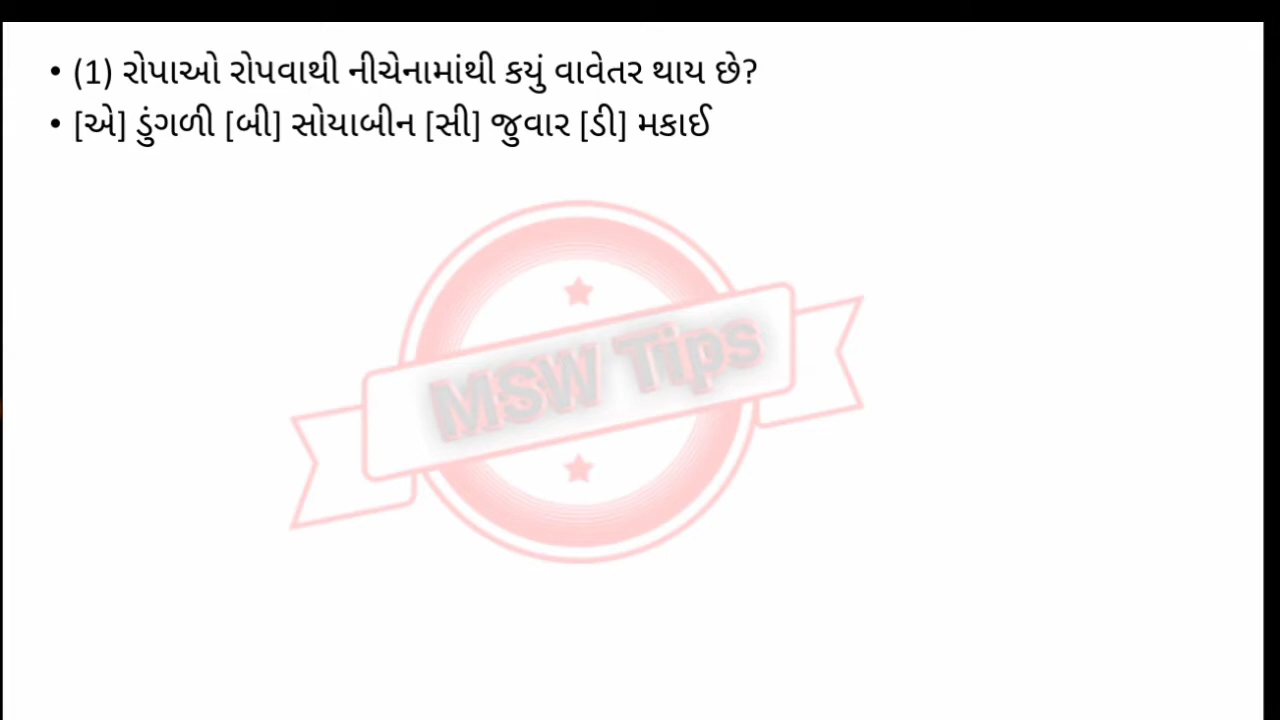 • (1) રોપાઓ રોપવાથી નીચેનામાંથી કયું વાવેતર થાય છે?
• [એ] ડુંગળી [બી] સોયાબીન [સી] જુવાર [ડી] મકાઈ
MSW Tips